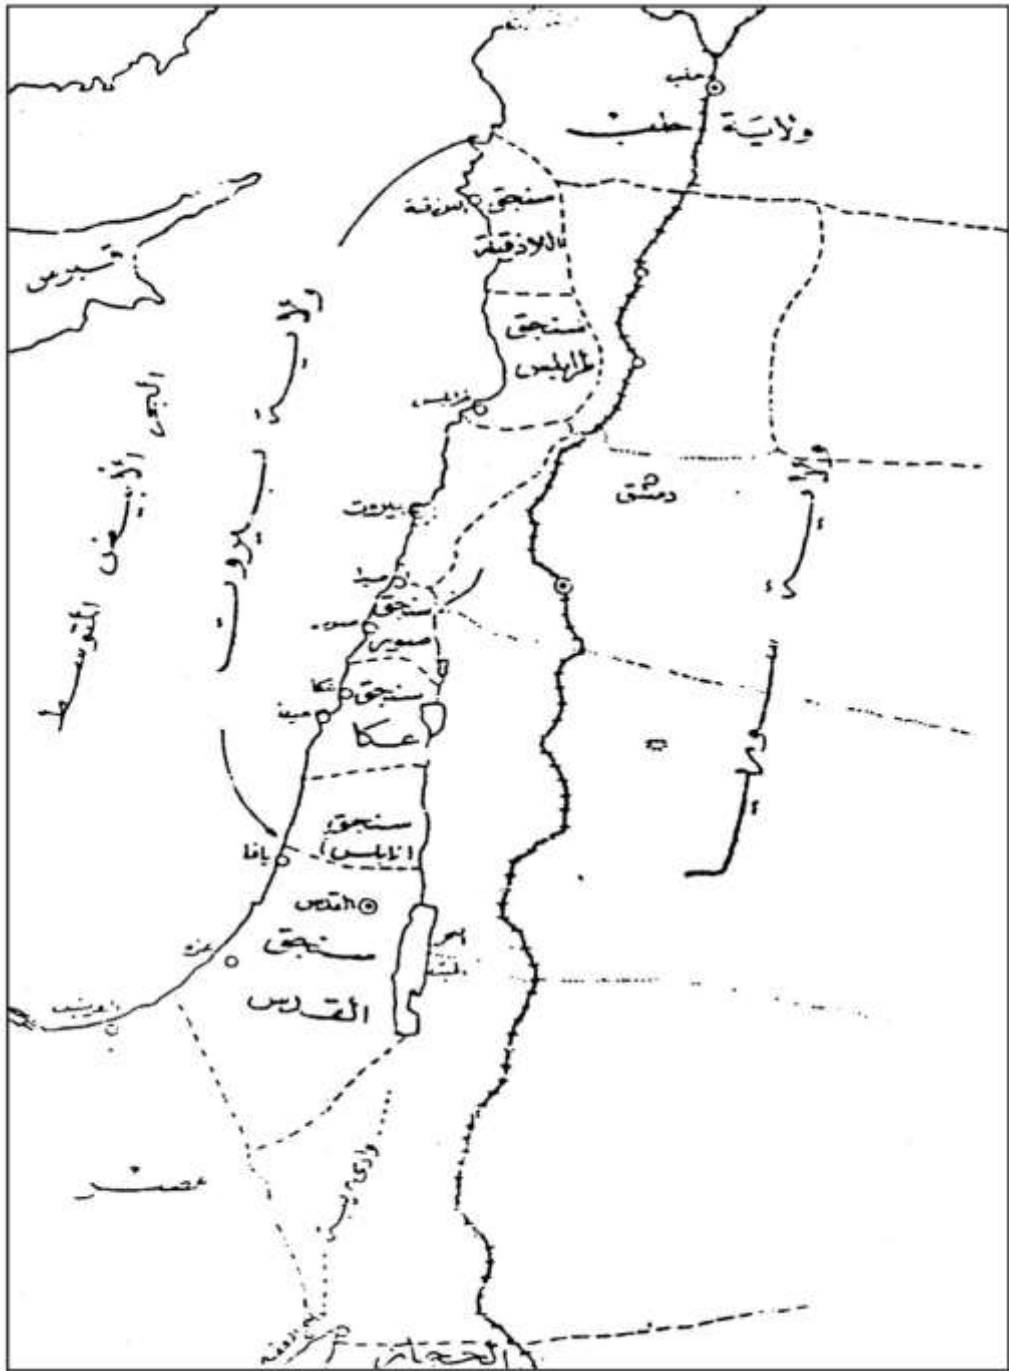 حلب
ولاية حلب
سنجق
اللاذقية
قبرص
سنجق
طرابلس
طرابلس
ولاية بيروت
البحر الأبيض المتوسط
دمشق
ولاية سوريا
بيروت
صيدا
سنجق
صور
صور
عكا
سنجق
عكا
حيفا
سنجق
نابلس
يافا
القدس
سنجق
القدس
غزة
البحر
الميت
العريش
مصر
وادي
العقبة
الحجاز